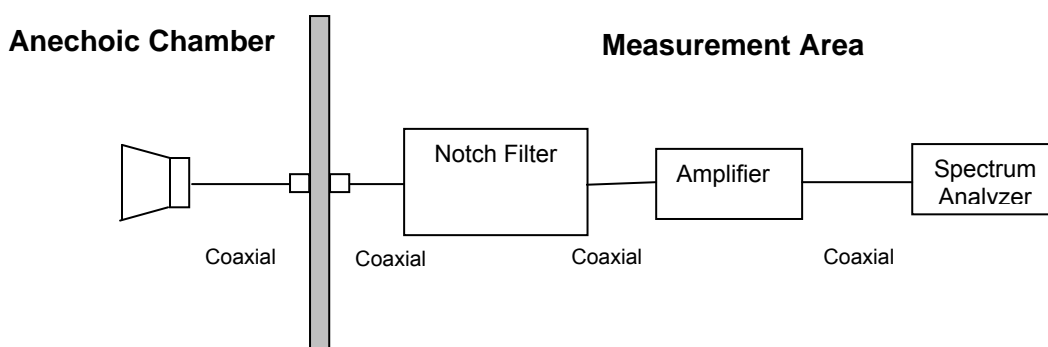 Anechoic Chamber
Measurement Area
Notch Filter
Amplifier
Spectrum
Analyzer
Coaxial
Coaxial
Coaxial
Coaxial